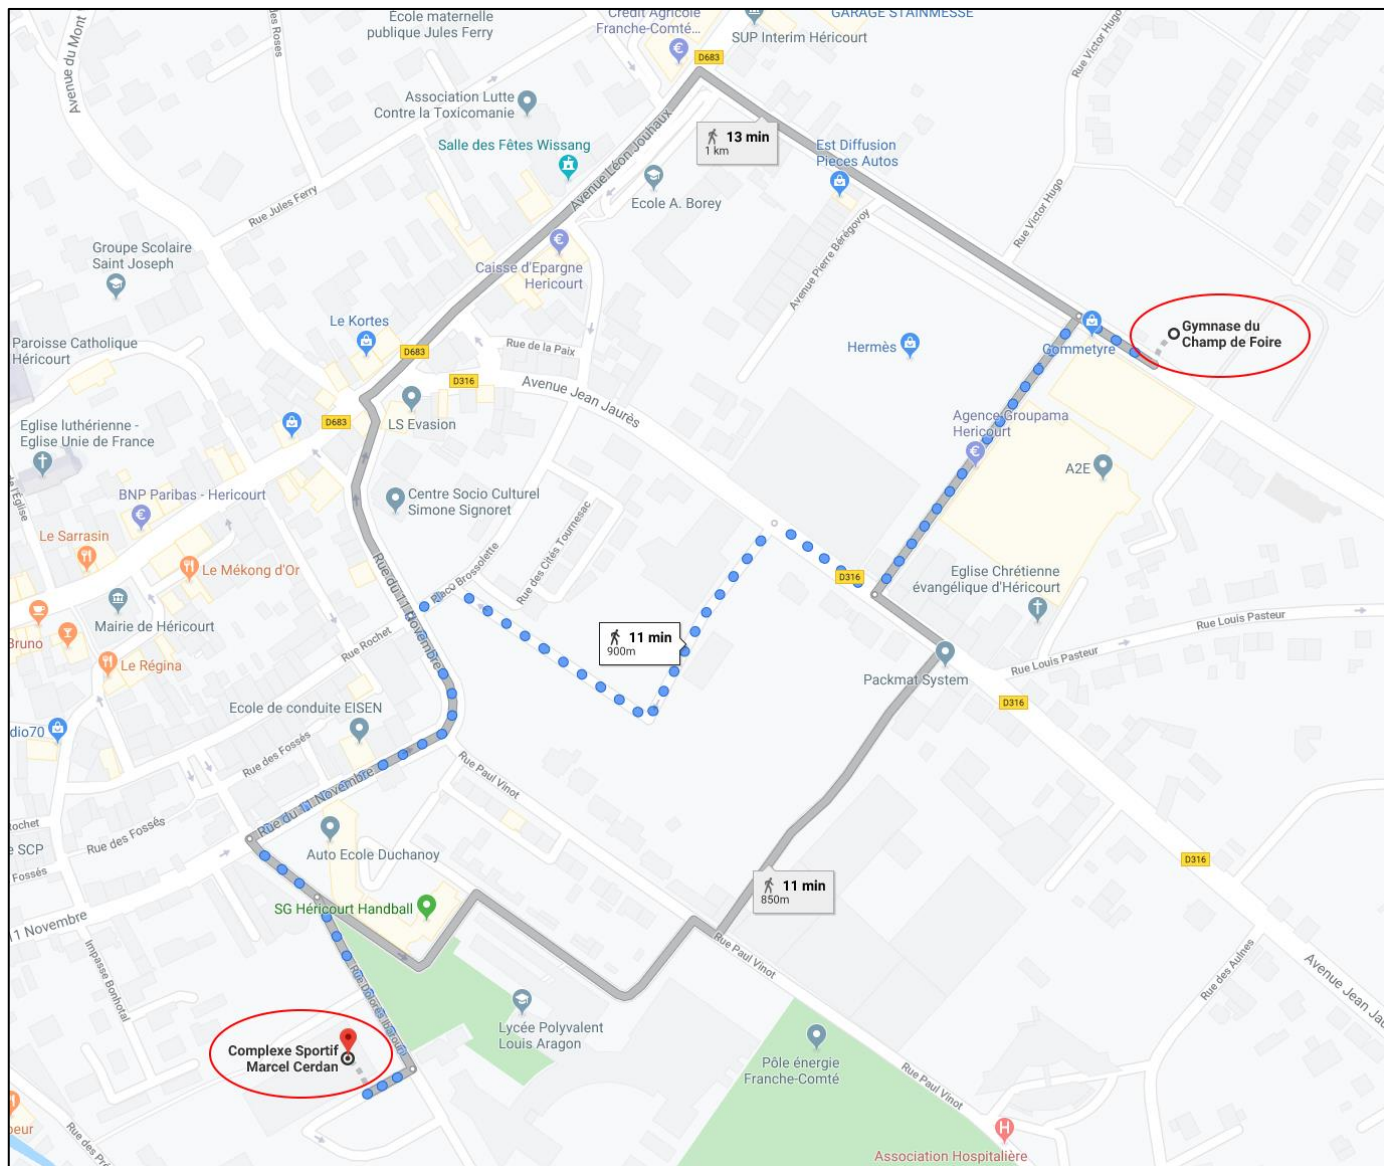 Ecole maternelle
publique Jules Ferry
Crédit Agricole
Franche-Comté...
GARAGE STAINMESSE
SUP Interim Héricourt
D683
Avenue du Mont
Rue Victor Hugo
Association Lutte
Contre la Toxicomanie
Salle des Fêtes Wissang
Avenue Léon Jouhaux
13 min
1 km
Est Diffusion
Pieces Autos
Ecole A. Borey
Rue Jules Ferry
Rue Victor Hugo
Avenue Pierre Bérégovoy
Groupe Scolaire
Saint Joseph
Caisse d'Epargne
Hericourt
Le Kortes
Paroisse Catholique
Héricourt
D683
Rue de la Paix
Hermès
Gommetyre
Gymnase du
Champ de Foire
D316
Avenue Jean Jaurès
LS Evasion
D683
Eglise luthérienne -
Eglise Unie de France
Agence Groupama
Hericourt
A2E
BNP Paribas - Hericourt
Centre Socio Culturel
Simone Signoret
Le Sarrasin
Le Mékong d'Or
Rue du 11 Novembre
Place Brossolette
Rue des Cités Tournesac
D316
Eglise Chrétienne
évangélique d'Héricourt
Mairie de Héricourt
Bruno
Le Régina
Rue Rochet
11 min
900m
Rue Louis Pasteur
Rue Louis Pasteur
Packmat System
D316
Ecole de conduite EISEN
dio70
Rue des Fossés
Rue du 11 Novembre
Rue Paul Vinot
Rochet
SCP
Fossés
Rue des Fossés
Auto Ecole Duchanoy
D316
11 min
850m
SG Héricourt Handball
11 Novembre
Rue Paul Vinot
Impasse Bonhotal
Rue Dolorès Ibarouri
Rue des Aulnes
Avenue Jean Jau
Lycée Polyvalent
Louis Aragon
Complexe Sportif
Marcel Cerdan
Pôle énergie
Franche-Comté
Rue Paul Vinot
Rue des Pr
Association Hospitalière